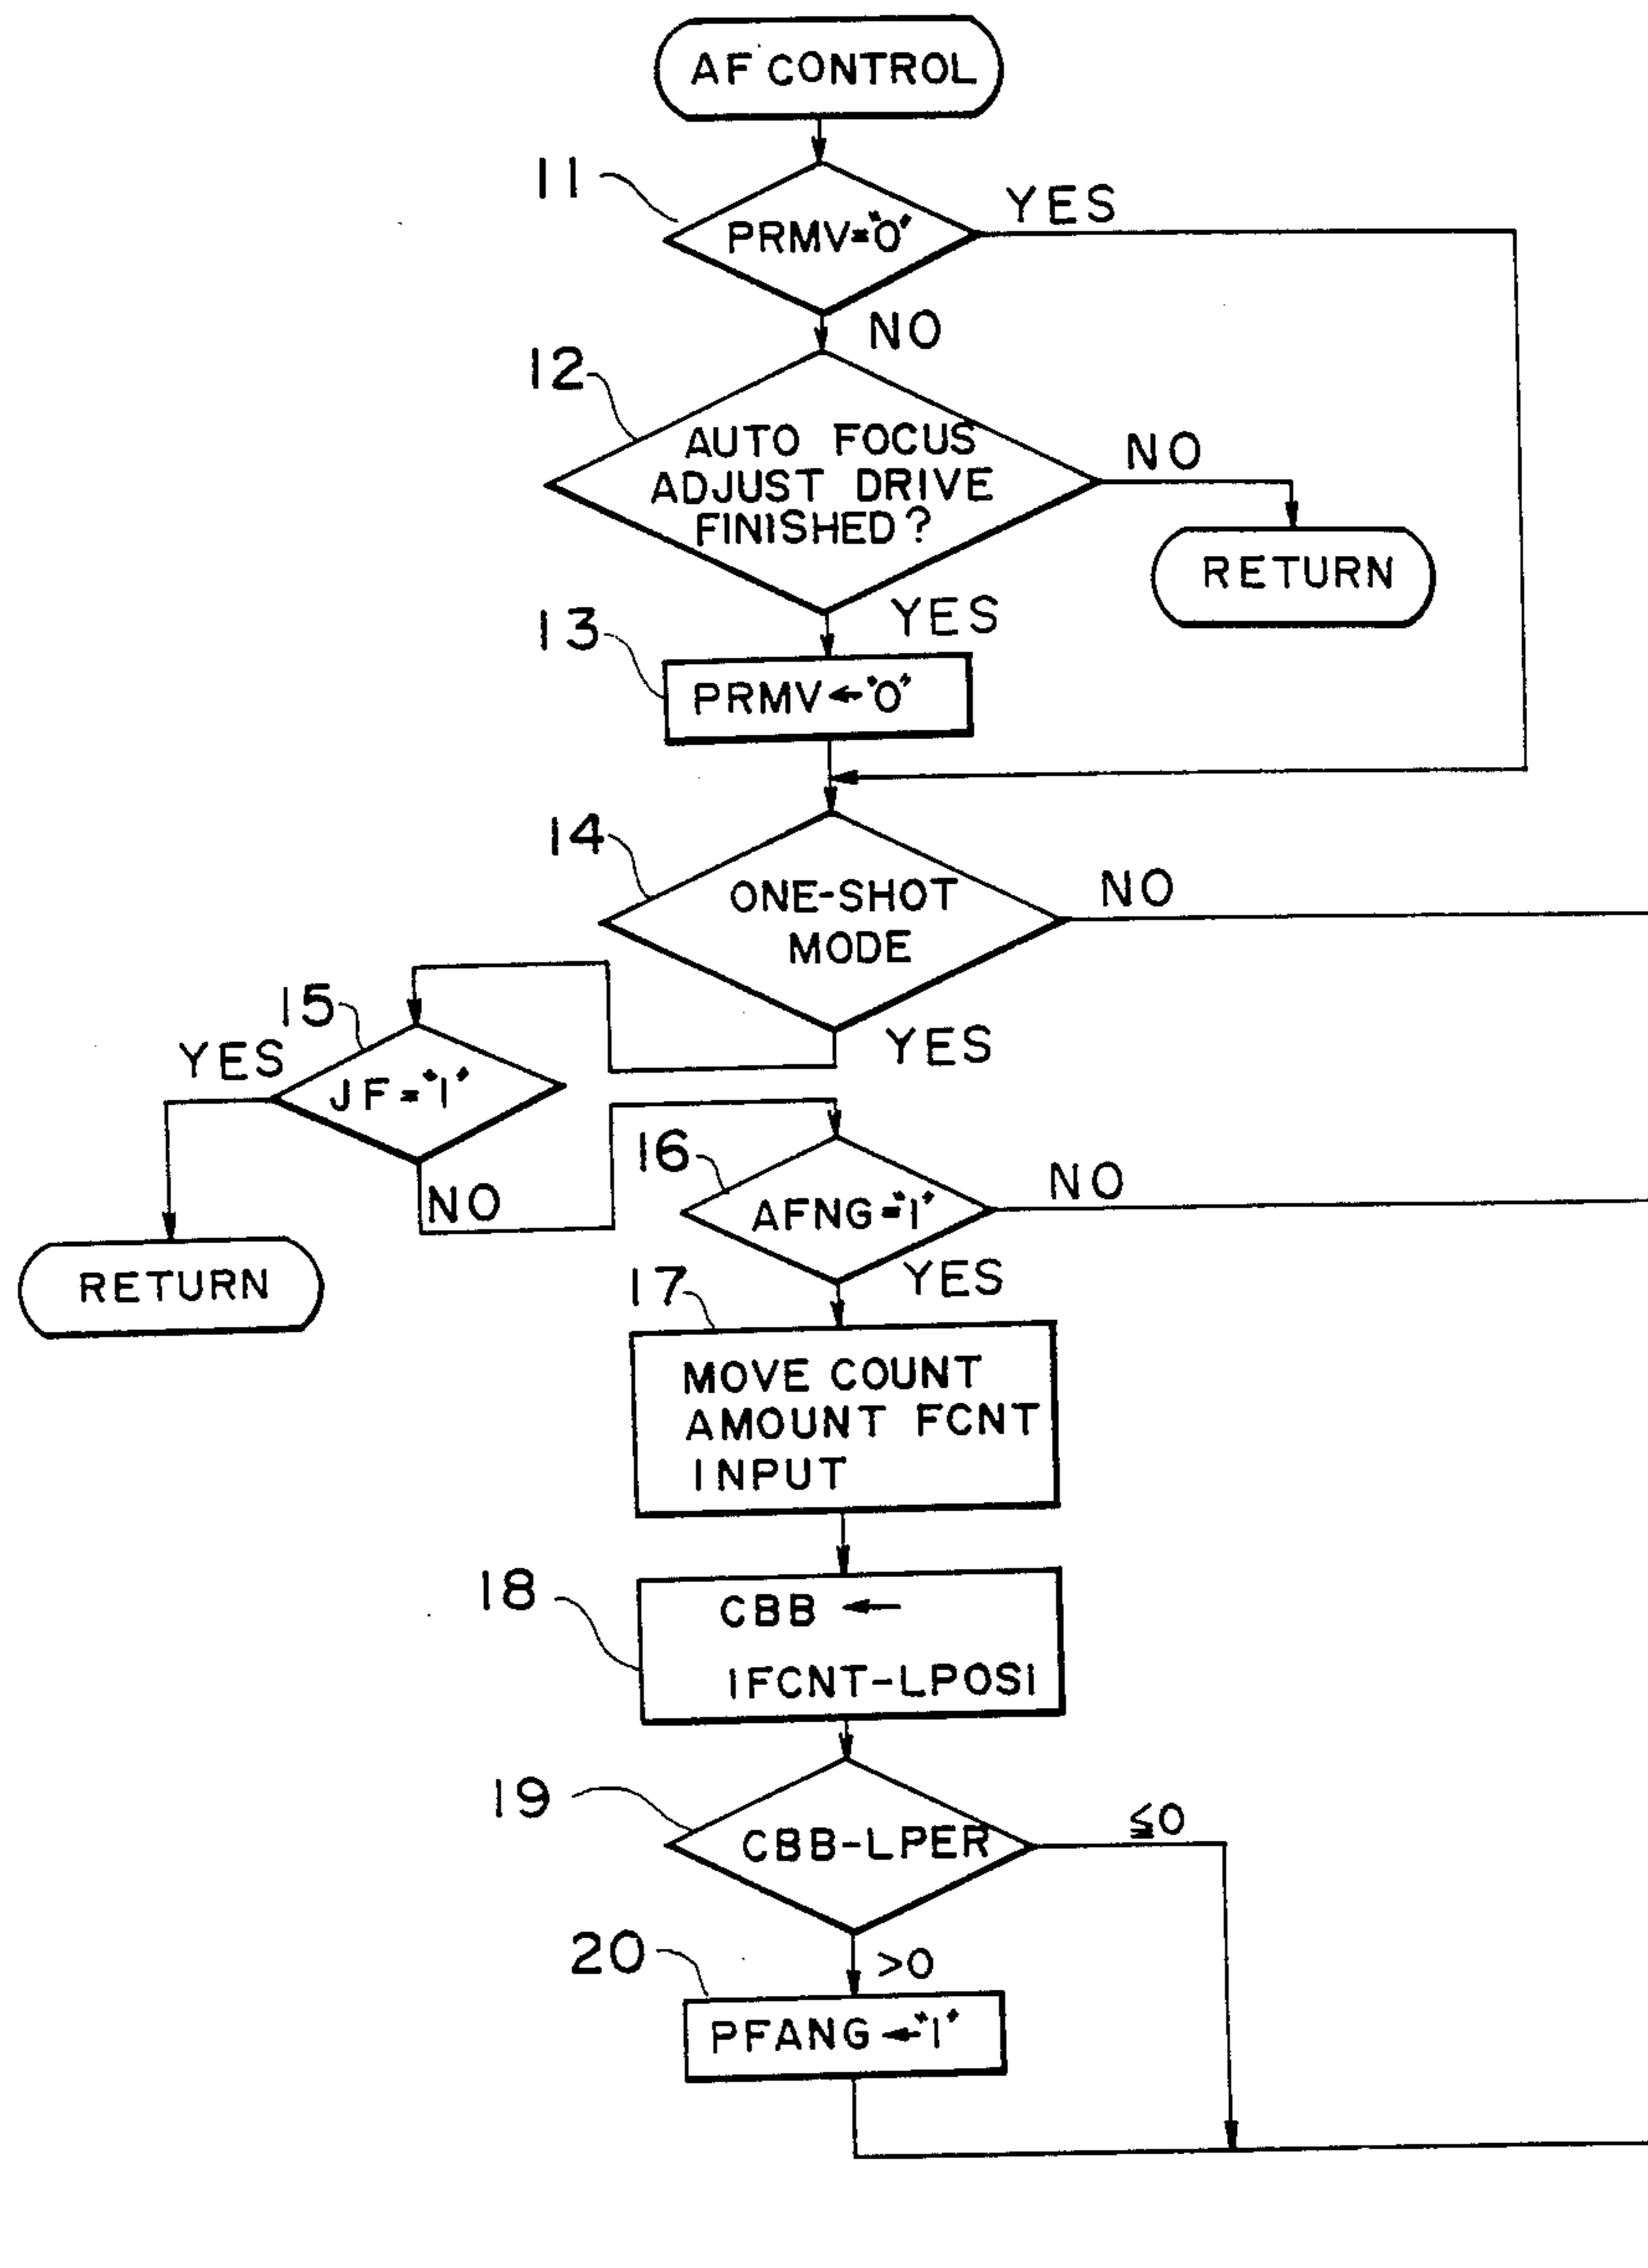 AF CONTROL
11
PRMV="0"
YES
NO
12
AUTO FOCUS
ADJUST DRIVE
FINISHED?
NO
RETURN
YES
13
PRMV←"0"
14
ONE-SHOT
MODE
NO
YES
15
YES
JF="1"
NO
RETURN
16
AFNG="1"
NO
YES
17
MOVE COUNT
AMOUNT FCNT
INPUT
18
CBB ←
|FCNT-LPOS|
19
CBB-LPER
≦0
>0
20
PFANG←"1"